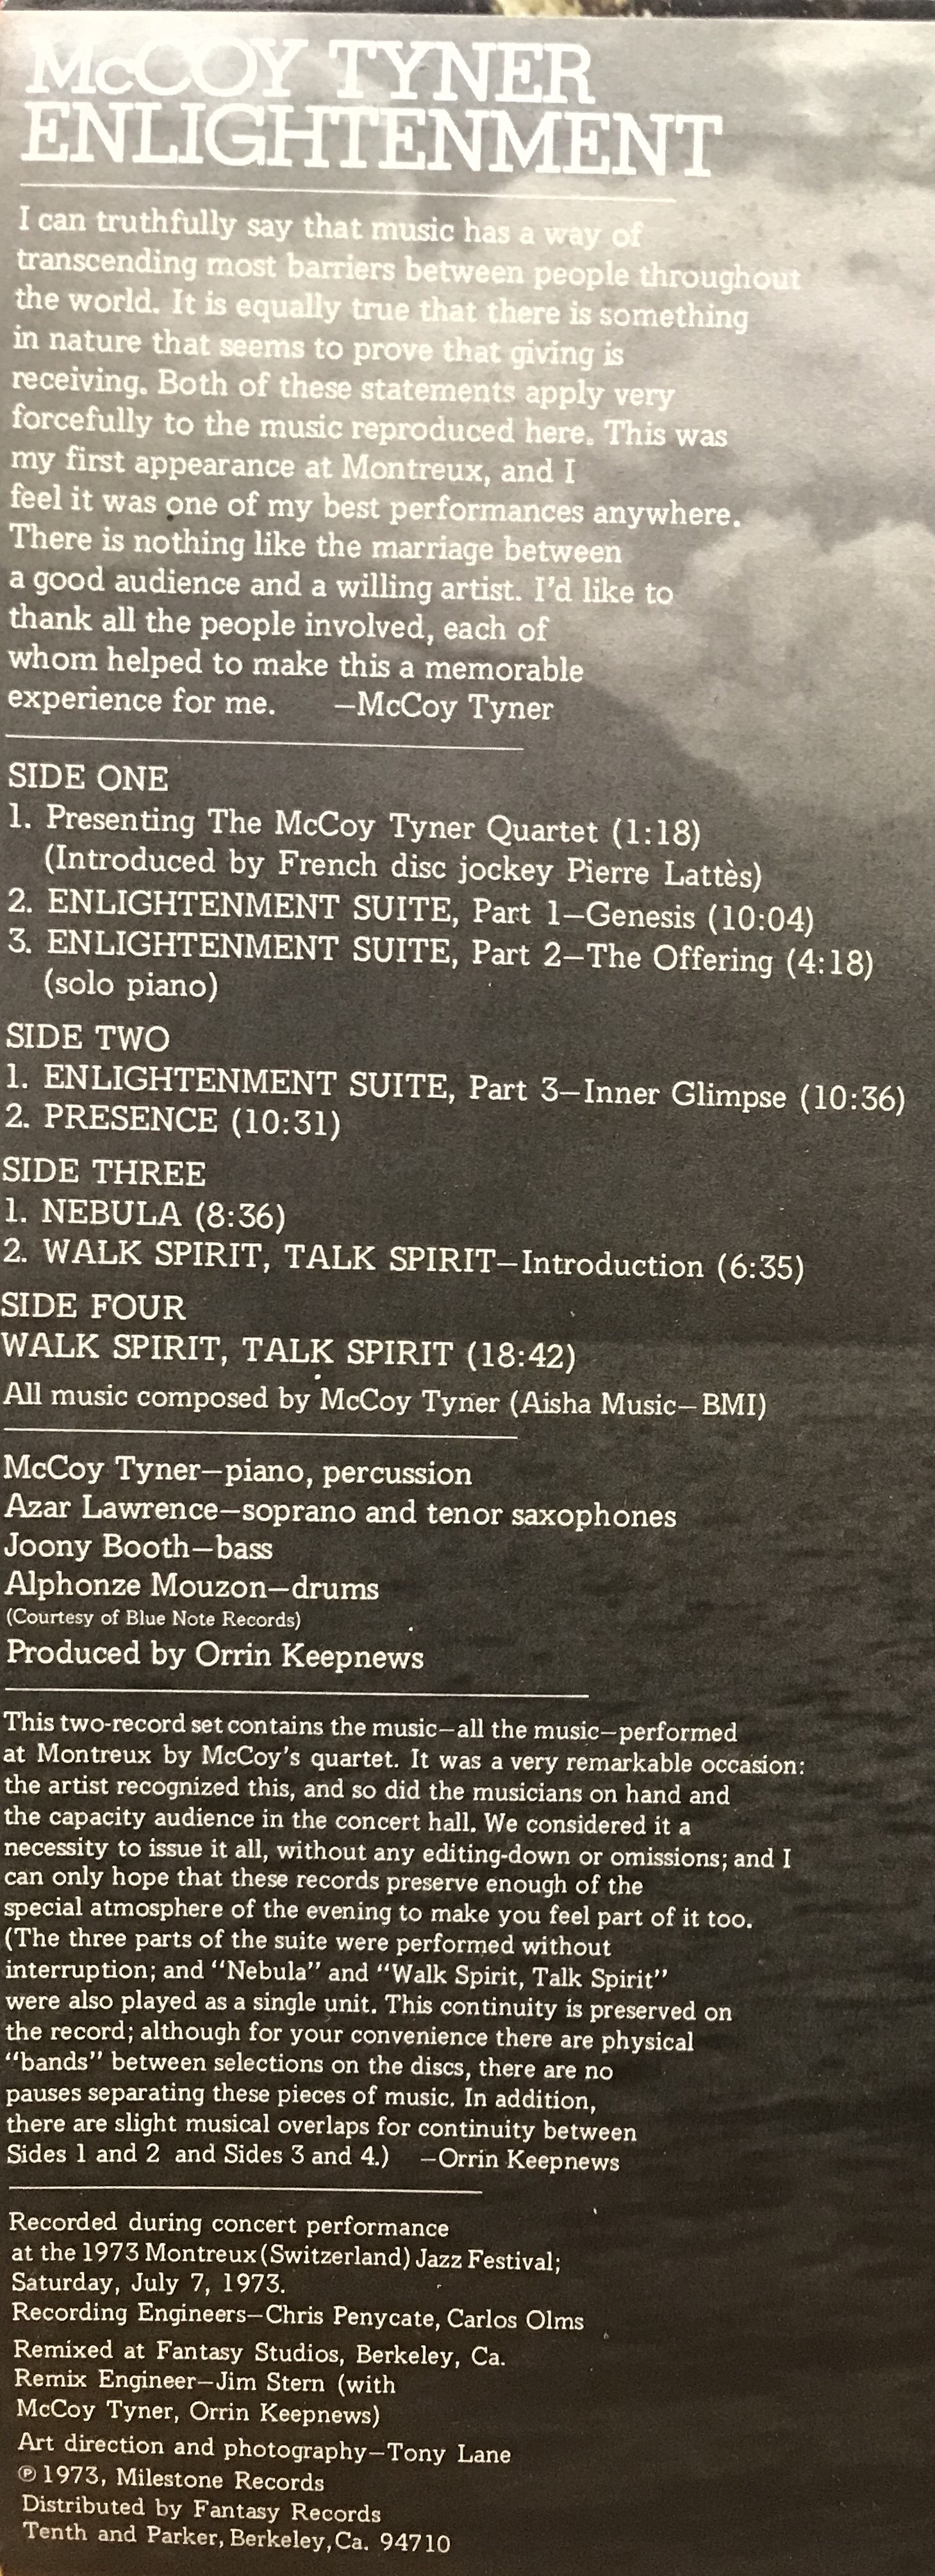 McCOY TYNER
ENLIGHTENMENT
I can truthfully say that music has a way of
transcending most barriers between people throughout
the world. It is equally true that there is something
in nature that seems to prove that giving is
receiving. Both of these statements apply very
forcefully to the music reproduced here. This was
my first appearance at Montreux, and I
feel it was one of my best performances anywhere.
There is nothing like the marriage between
a good audience and a willing artist. I'd like to
thank all the people involved, each of
whom helped to make this a memorable
experience for me. —McCoy Tyner
SIDE ONE
1. Presenting The McCoy Tyner Quartet (1:18)
(Introduced by French disc jockey Pierre Lattès)
2. ENLIGHTENMENT SUITE, Part 1—Genesis (10:04)
3. ENLIGHTENMENT SUITE, Part 2—The Offering (4:18)
(solo piano)
SIDE TWO
1. ENLIGHTENMENT SUITE, Part 3—Inner Glimpse (10:36)
2. PRESENCE (10:31)
SIDE THREE
1. NEBULA (8:36)
2. WALK SPIRIT, TALK SPIRIT—Introduction (6:35)
SIDE FOUR
WALK SPIRIT, TALK SPIRIT (18:42)
All music composed by McCoy Tyner (Aisha Music—BMI)
McCoy Tyner—piano, percussion
Azar Lawrence—soprano and tenor saxophones
Joony Booth—bass
Alphonze Mouzon—drums
(Courtesy of Blue Note Records)
Produced by Orrin Keepnews
This two-record set contains the music—all the music—performed
at Montreux by McCoy's quartet. It was a very remarkable occasion:
the artist recognized this, and so did the musicians on hand and
the capacity audience in the concert hall. We considered it a
necessity to issue it all, without any editing-down or omissions; and I
can only hope that these records preserve enough of the
special atmosphere of the evening to make you feel part of it too.
(The three parts of the suite were performed without
interruption; and "Nebula" and "Walk Spirit, Talk Spirit"
were also played as a single unit. This continuity is preserved on
the record; although for your convenience there are physical
"bands" between selections on the discs, there are no
pauses separating these pieces of music. In addition,
there are slight musical overlaps for continuity between
Sides 1 and 2 and Sides 3 and 4.) —Orrin Keepnews
Recorded during concert performance
at the 1973 Montreux (Switzerland) Jazz Festival;
Saturday, July 7, 1973.
Recording Engineers—Chris Penycate, Carlos Olms
Remixed at Fantasy Studios, Berkeley, Ca.
Remix Engineer—Jim Stern (with
McCoy Tyner, Orrin Keepnews)
Art direction and photography—Tony Lane
℗ 1973, Milestone Records
Distributed by Fantasy Records
Tenth and Parker, Berkeley, Ca. 94710